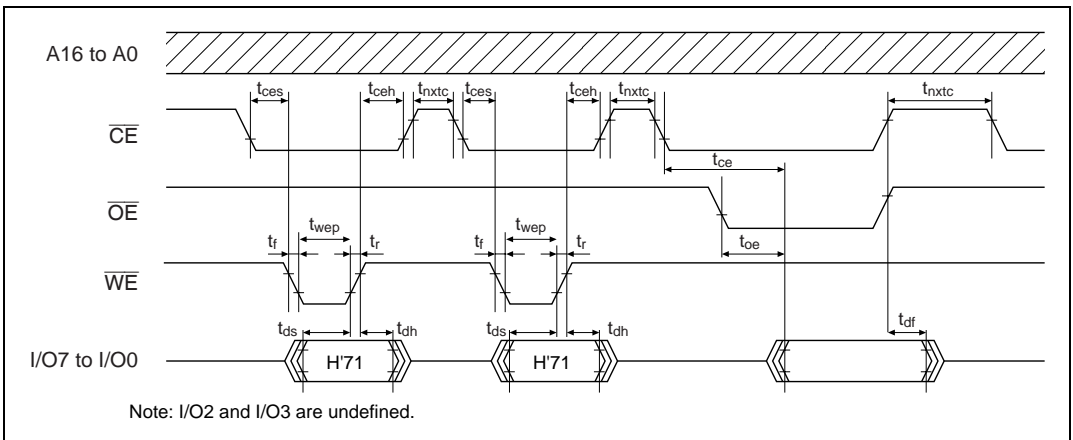 A16 to A0
tces tceh tnxtc tces tceh tnxtc tnxtc
CE
tce
OE
twep twep toe
tf tr tf tr
WE
tds tdh tds tdh tdf
I/O7 to I/O0 H'71 H'71
Note: I/O2 and I/O3 are undefined.